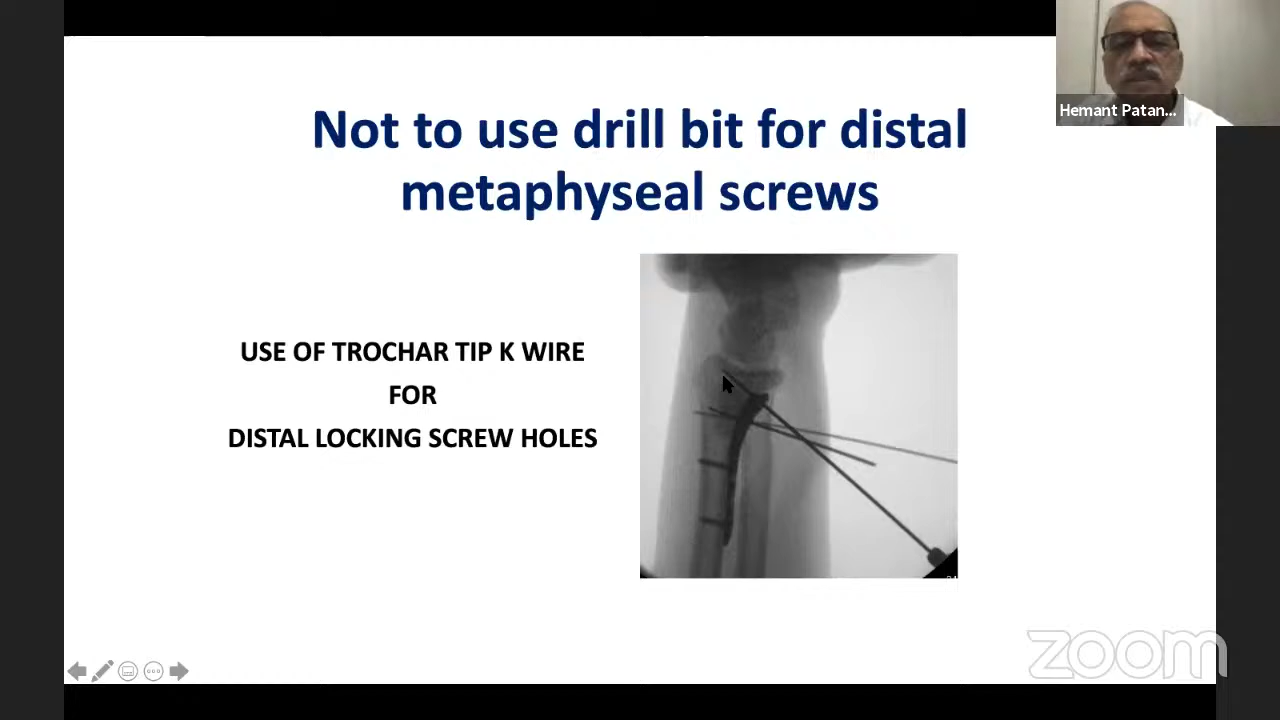 Hemant Patan...
Not to use drill bit for distal
metaphyseal screws
USE OF TROCHAR TIP K WIRE
FOR
DISTAL LOCKING SCREW HOLES
zoom